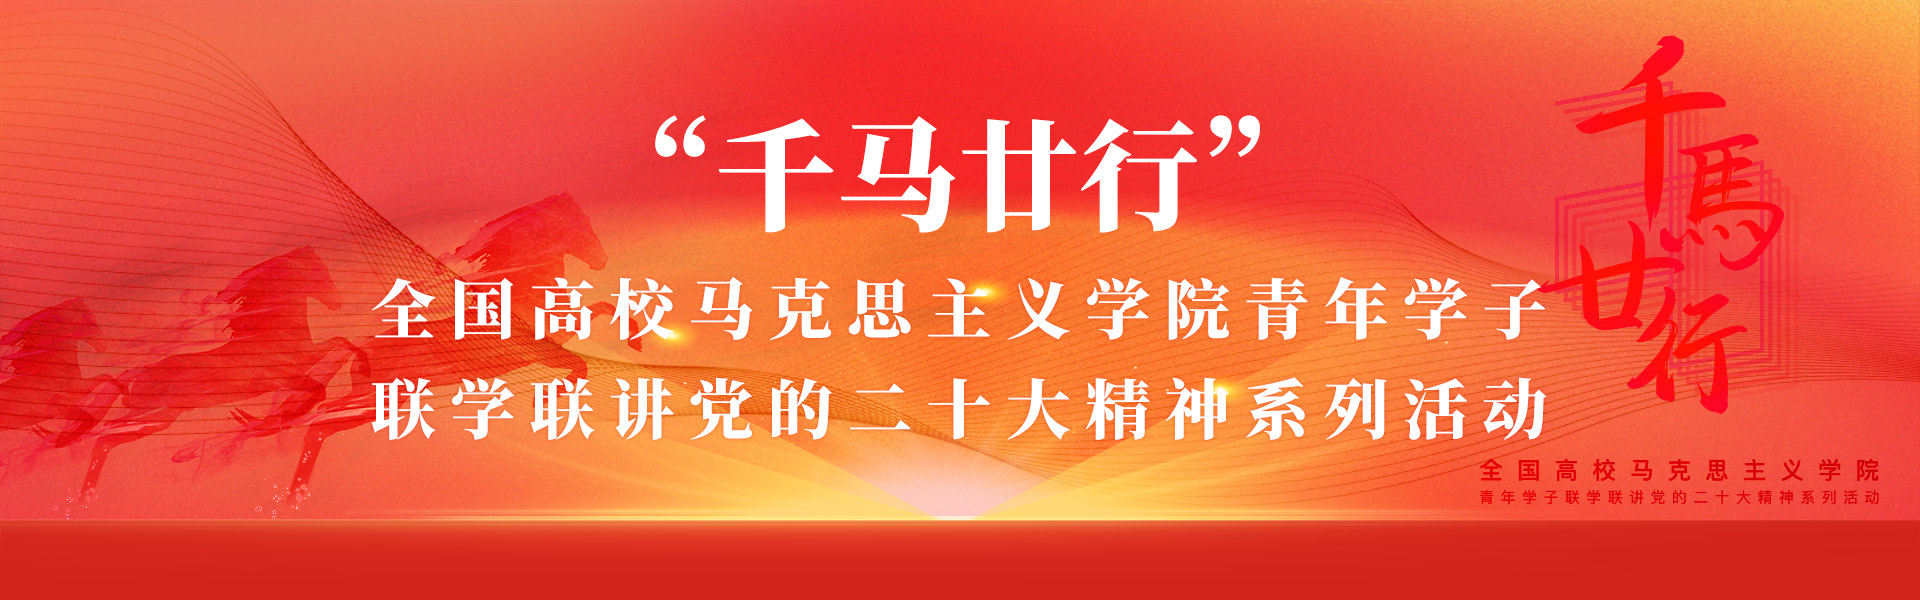 “千马廿行”
全国高校马克思主义学院青年学子
联学联讲党的二十大精神系列活动
千馬
廿行
全国高校马克思主义学院
青年学子联学联讲党的二十大精神系列活动